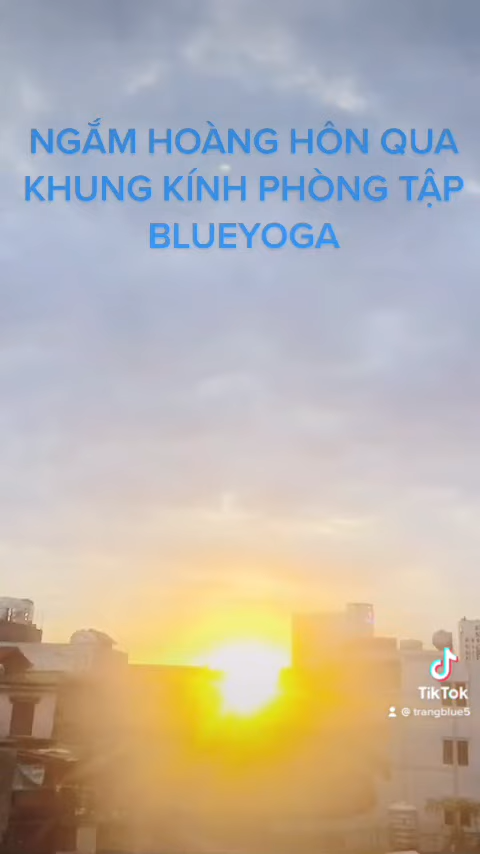 NGẮM HOÀNG HÔN QUA
KHUNG KÍNH PHÒNG TẬP
BLUEYOGA
TikTok
@ trangblue5